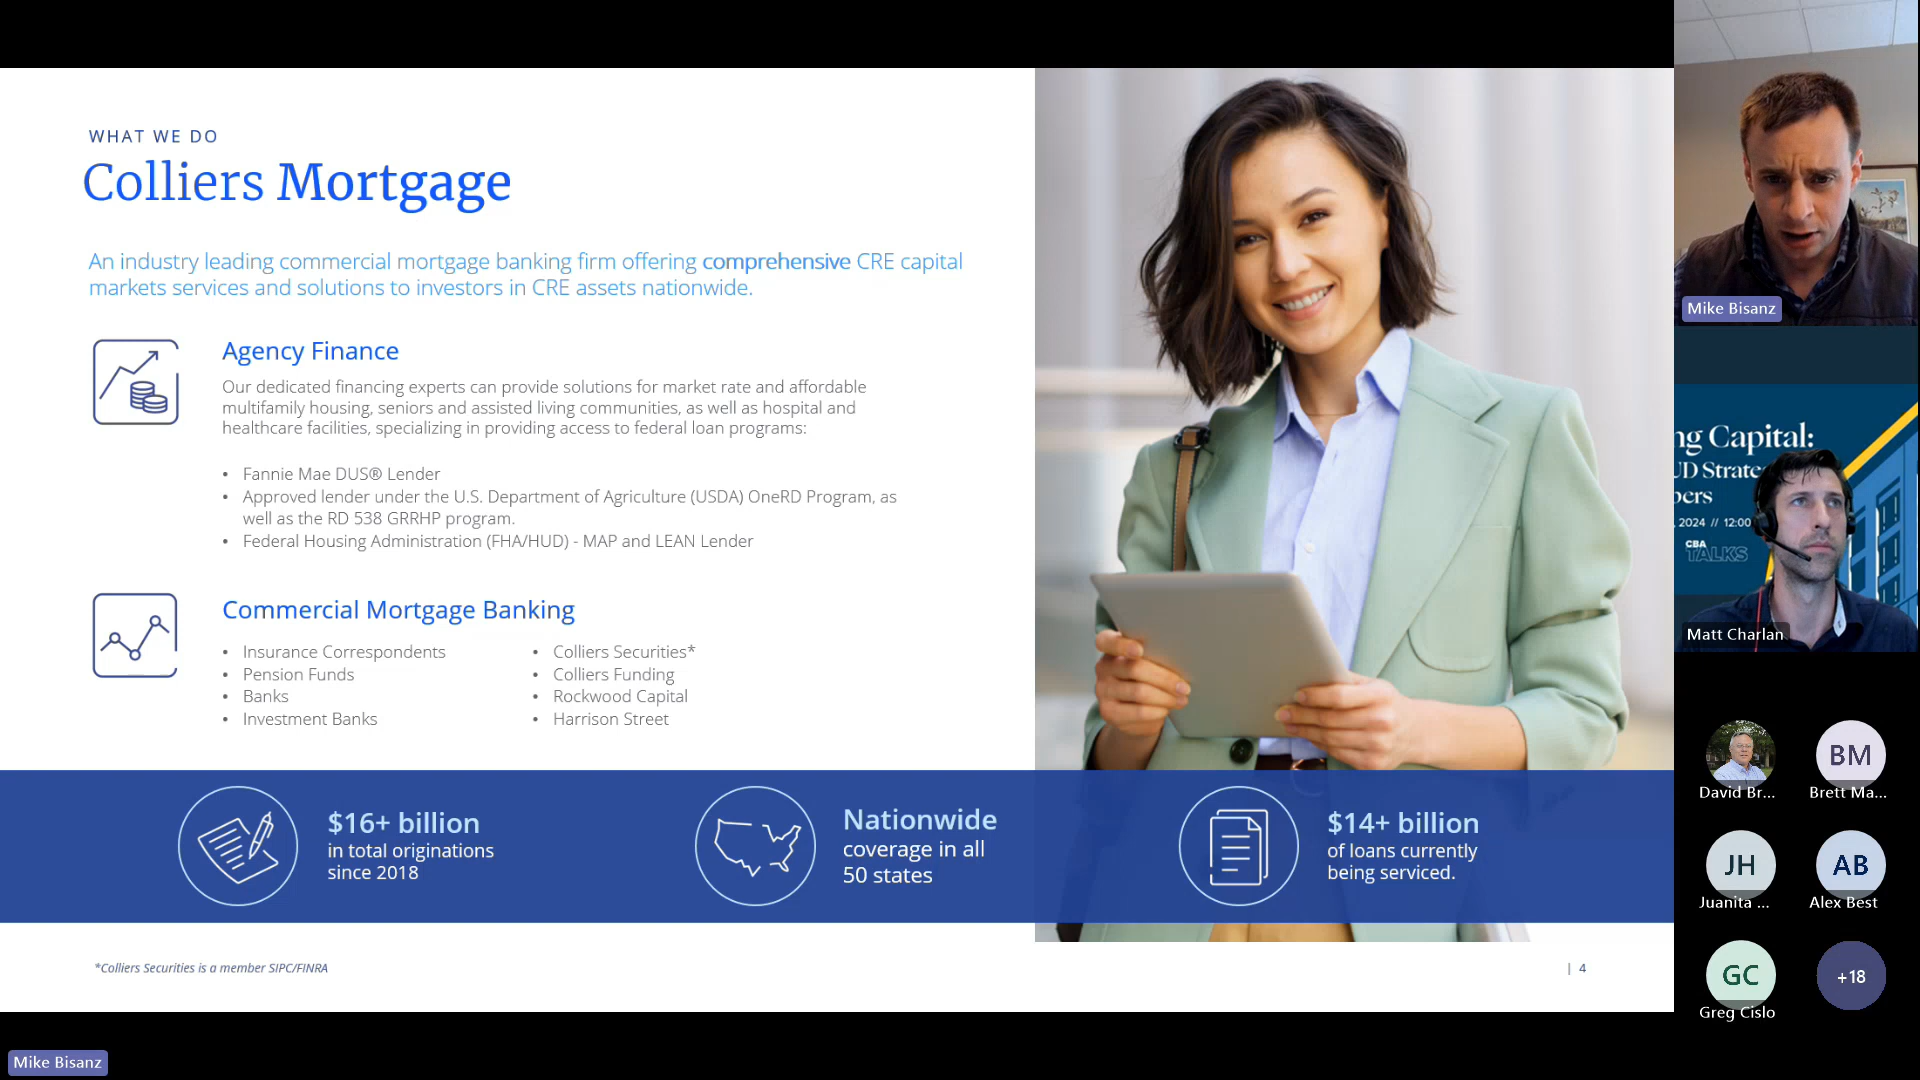 WHAT WE DO
Colliers Mortgage
An industry leading commercial mortgage banking firm offering comprehensive CRE capital
markets services and solutions to investors in CRE assets nationwide.
Agency Finance
Our dedicated financing experts can provide solutions for market rate and affordable
multifamily housing, seniors and assisted living communities, as well as hospital and
healthcare facilities, specializing in providing access to federal loan programs:
• Fannie Mae DUS® Lender
• Approved lender under the U.S. Department of Agriculture (USDA) OneRD Program, as
well as the RD 538 GRRHP program.
• Federal Housing Administration (FHA/HUD) - MAP and LEAN Lender
Commercial Mortgage Banking
• Insurance Correspondents
• Pension Funds
• Banks
• Investment Banks
• Colliers Securities*
• Colliers Funding
• Rockwood Capital
• Harrison Street
$16+ billion
in total originations
since 2018
Nationwide
coverage in all
50 states
$14+ billion
of loans currently
being serviced.
*Colliers Securities is a member SIPC/FINRA
| 4
Mike Bisanz
Mike Bisanz
ng Capital:
UD Strate
bers
, 2024 // 12:00
CBA
TALKS
Matt Charlan
David Br...
BM
Brett Ma...
JH
Juanita ...
AB
Alex Best
GC
Greg Cislo
+18